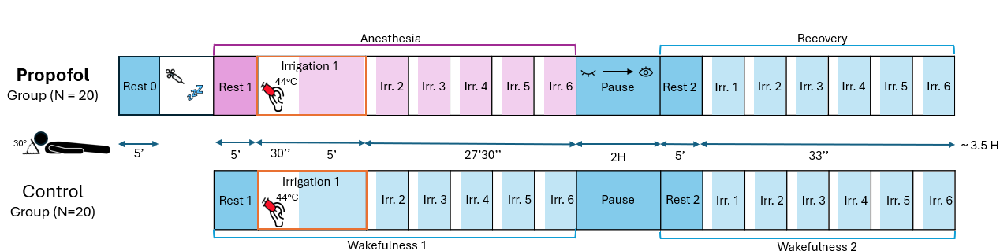 Anesthesia
Recovery
Propofol
Group (N = 20)
Rest 0
zzz
Rest 1
Irrigation 1
44°C
Irr. 2
Irr. 3
Irr. 4
Irr. 5
Irr. 6
Pause
Rest 2
Irr. 1
Irr. 2
Irr. 3
Irr. 4
Irr. 5
Irr. 6
30°
5’
5’
30’’
5’
27’30’’
2H
5’
33’’
~ 3.5 H
Control
Group (N=20)
Rest 1
Irrigation 1
44°C
Irr. 2
Irr. 3
Irr. 4
Irr. 5
Irr. 6
Pause
Rest 2
Irr. 1
Irr. 2
Irr. 3
Irr. 4
Irr. 5
Irr. 6
Wakefulness 1
Wakefulness 2